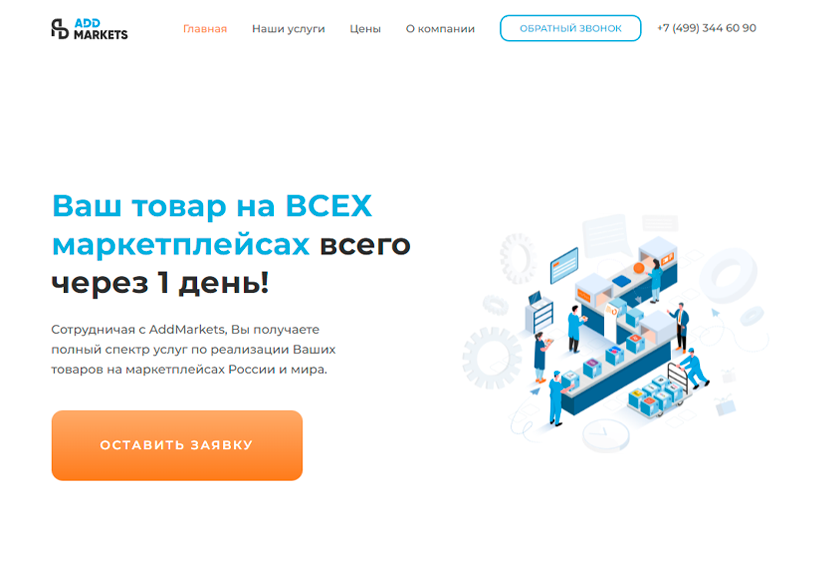 ADD
MARKETS
Главная
Наши услуги
Цены
О компании
ОБРАТНЫЙ ЗВОНОК
+7 (499) 344 60 90
Ваш товар на ВСЕХ
маркетплейсах всего
через 1 день!
Сотрудничая с AddMarkets, Вы получаете
полный спектр услуг по реализации Ваших
товаров на маркетплейсах России и мира.
ОСТАВИТЬ ЗАЯВКУ